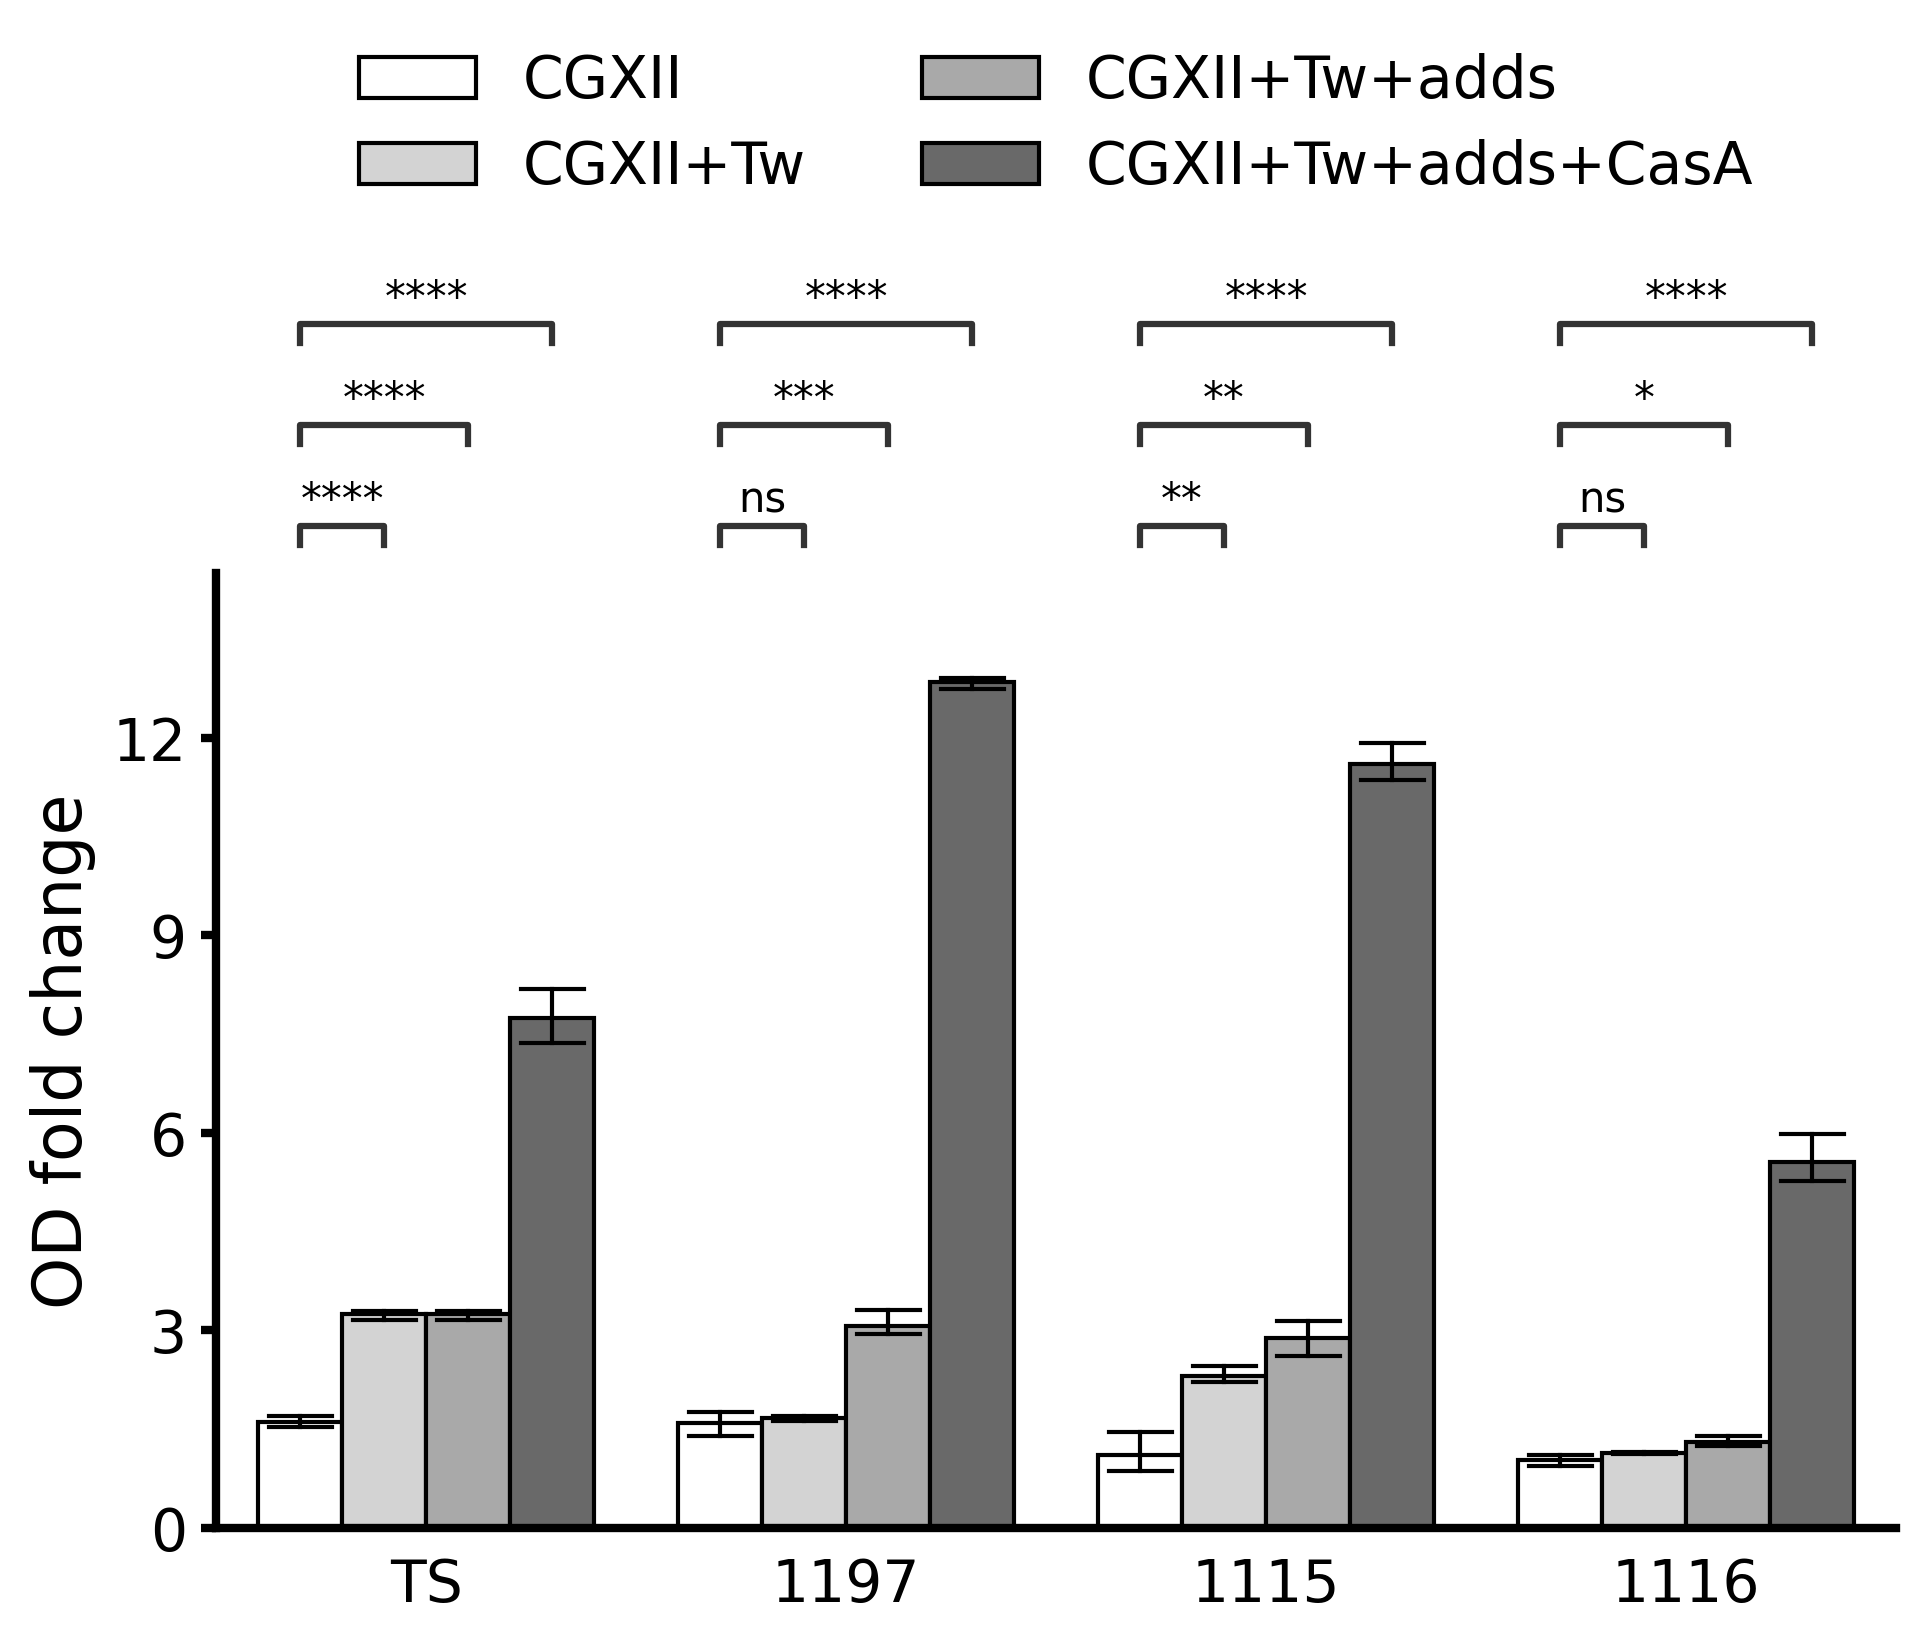 CGXII
CGXII+Tw
CGXII+Tw+adds
CGXII+Tw+adds+CasA
**** **** **** ****
**** *** ** *
**** ns ** ns
OD fold change
12
9
6
3
0
TS 1197 1115 1116